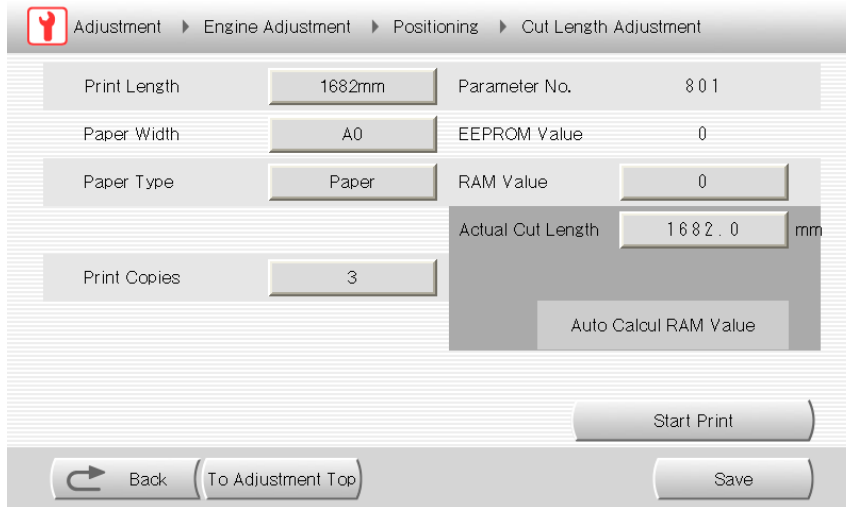 Adjustment Engine Adjustment Positioning Cut Length Adjustment
Print Length 1682mm Parameter No. 801
Paper Width A0 EEPROM Value 0
Paper Type Paper RAM Value 0
Actual Cut Length 1682.0 mm
Print Copies 3
Auto Calcul RAM Value
Start Print
Back To Adjustment Top Save